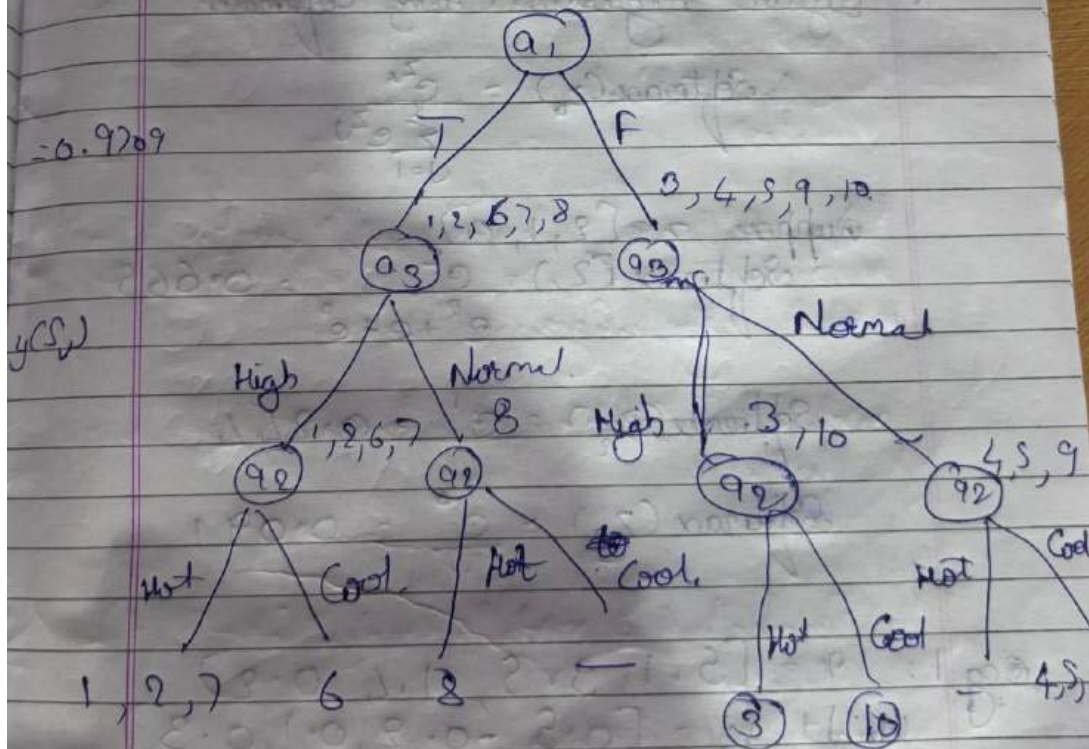 a1
T F
=0.9709
1, 2, 6, 7, 8 3, 4, 5, 9, 10
a3 a3
y(Sv)
High Normal High Normal
1, 2, 6, 7 8 3, 10 4, 5, 9
a2 a2 a2 a2
Hot Cool Hot Cool Hot Cool Hot Cool
1, 2, 7 6 8 — 3 10 — 4, 5,